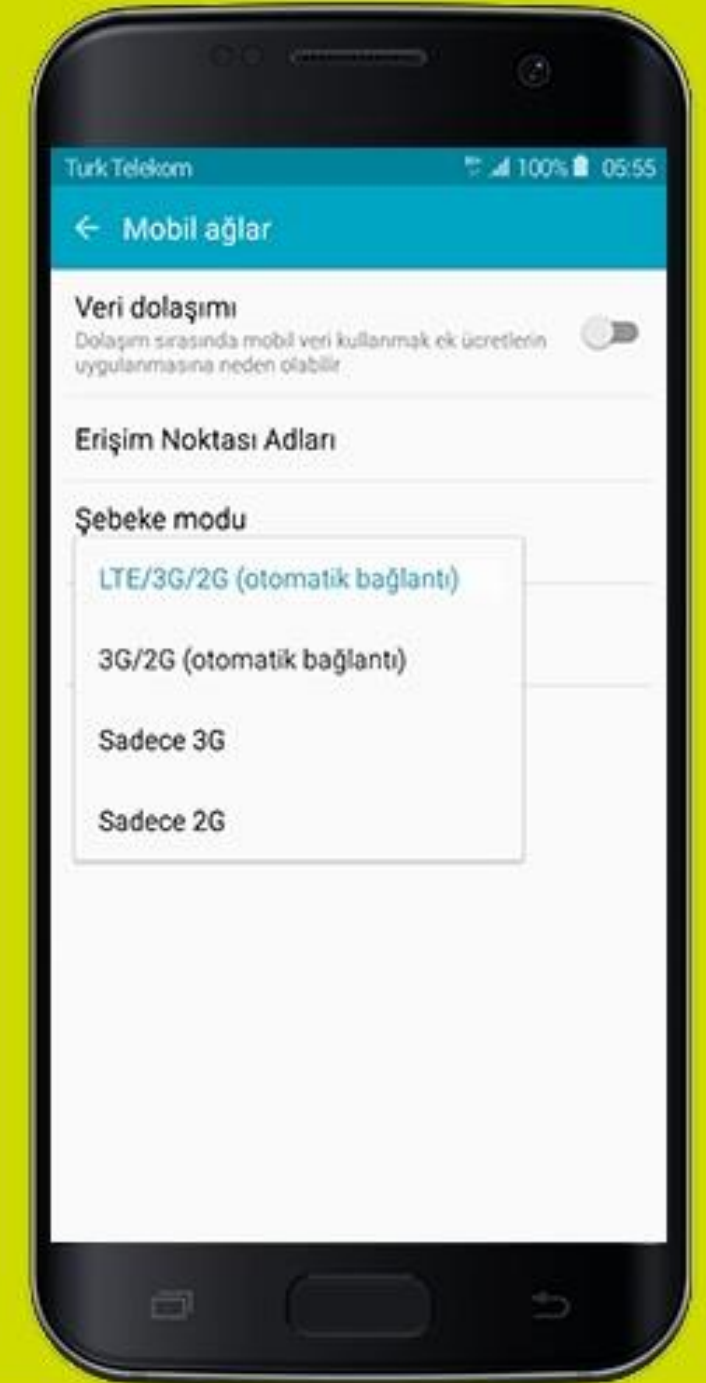 Turk Telekom 100% 05:55
Mobil ağlar
Veri dolaşımı
Dolaşım sırasında mobil veri kullanmak ek ücretlerin
uygulanmasına neden olabilir
Erişim Noktası Adları
Şebeke modu
LTE/3G/2G (otomatik bağlantı)
3G/2G (otomatik bağlantı)
Sadece 3G
Sadece 2G